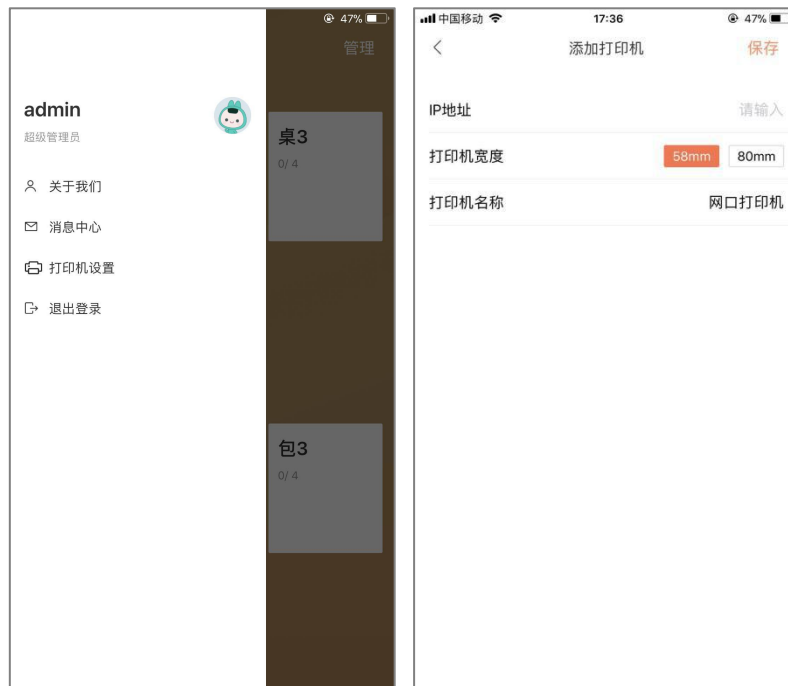 47%
管理
admin
超级管理员
桌3
0/ 4
关于我们
消息中心
打印机设置
退出登录
包3
0/ 4
中国移动
17:36
47%
添加打印机
保存
IP地址
请输入
打印机宽度
58mm
80mm
打印机名称
网口打印机